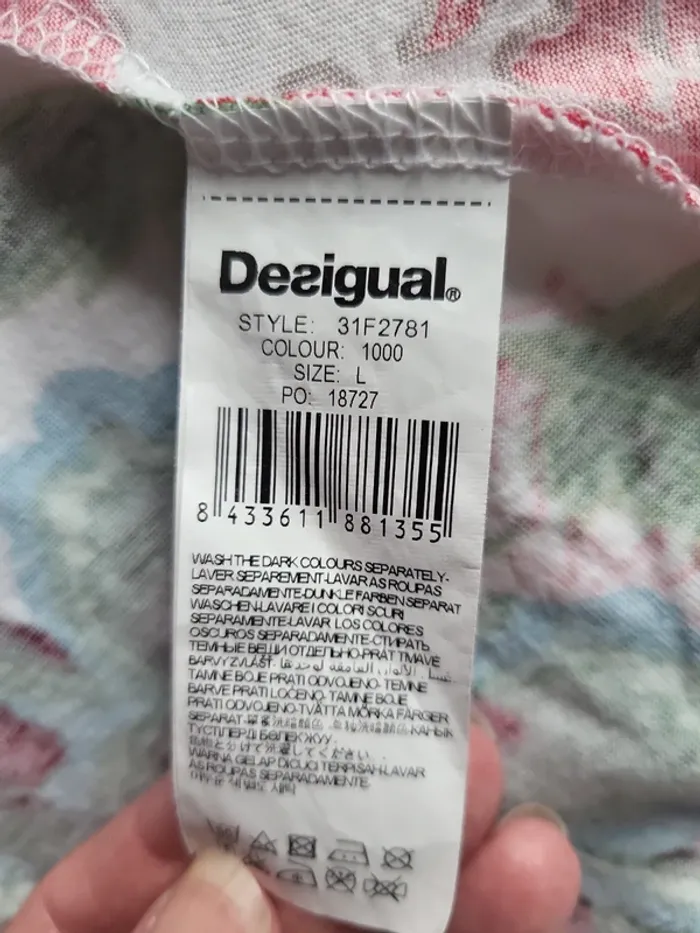 Desigual®
STYLE: 31F2781
COLOUR: 1000
SIZE: L
PO: 18727
8 433611 881355
WASH THE DARK COLOURS SEPARATELY-
LAVER SEPAREMENT-LAVAR AS ROUPAS
SEPARADAMENTE-DUNKLE FARBEN SEPARAT
WASCHEN-LAVARE I COLORI SCURI
SEPARAMENTE-LAVAR LOS COLORES
OSCUROS SEPARADAMENTE-СТИРАТЬ
ТЕМНЫЕ ВЕЩИ ОТДЕЛЬНО-PRAT TMAVE
BARVY ZVLÁŠŤ-
TAMNE BOJE PRATI ODVOJENO-TEMNE
BARVE PRATI LOČENO-TAMNE BOJE
PRATI ODVOJENO-TVÄTTA MÖRKA FÄRGER
SEPARAT-
ТҮСТІЛЕРДІ БӨЛЕК ЖУУ.
WARNA GELAP DICUCI TERPISAH-LAVAR
AS ROUPAS SEPARADAMENTE